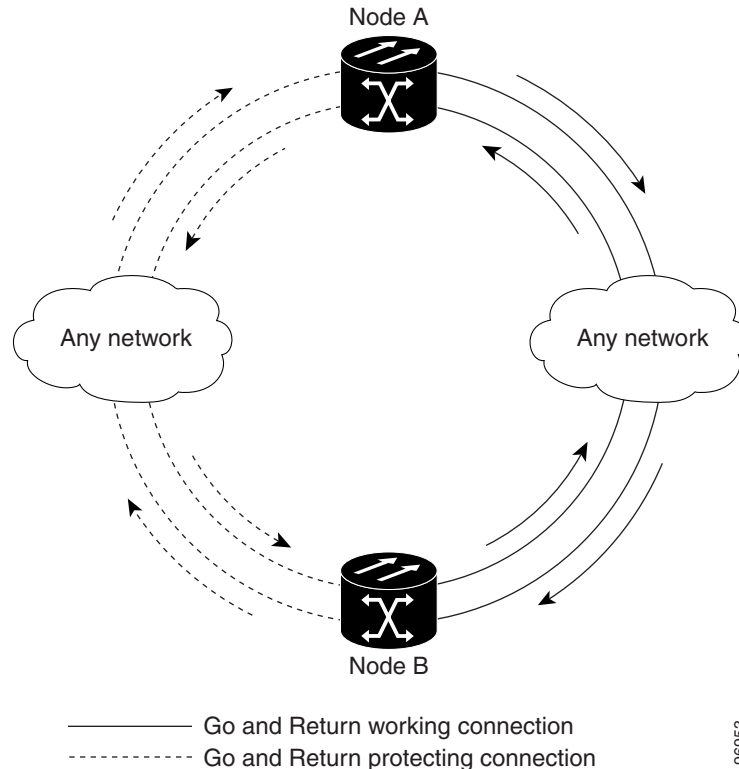 Node A
Any network
Any network
Node B
Go and Return working connection
Go and Return protecting connection